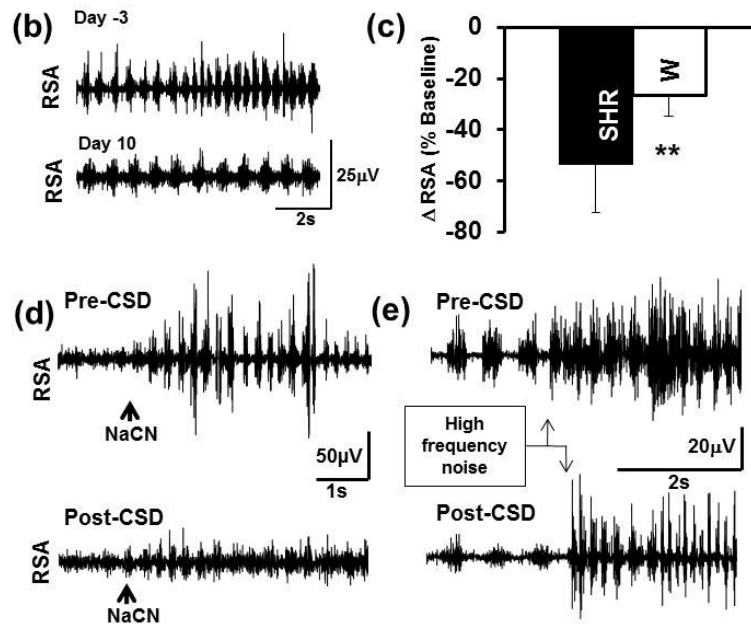 (b)
Day -3
RSA
Day 10
RSA
25µV
2s
(c)
0
-20
-40
-60
-80
Δ RSA (% Baseline)
SHR
W
**
(d)
Pre-CSD
RSA
NaCN
50µV
1s
Post-CSD
RSA
NaCN
(e)
Pre-CSD
High
frequency
noise
20µV
2s
Post-CSD